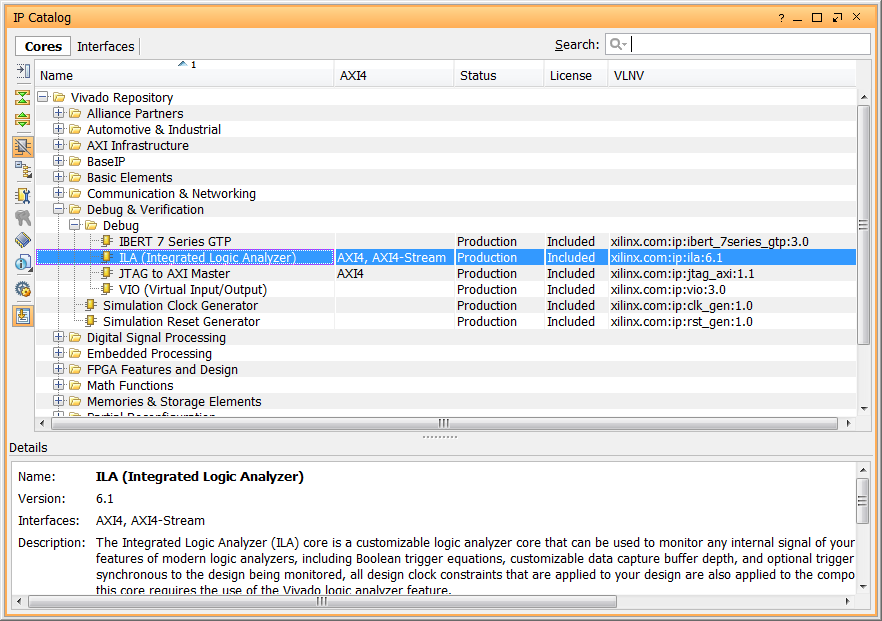 IP Catalog
Cores Interfaces Search:
Name 1 AXI4 Status License VLNV
Vivado Repository
Alliance Partners
Automotive & Industrial
AXI Infrastructure
BaseIP
Basic Elements
Communication & Networking
Debug & Verification
Debug
IBERT 7 Series GTP Production Included xilinx.com:ip:ibert_7series_gtp:3.0
ILA (Integrated Logic Analyzer) AXI4, AXI4-Stream Production Included xilinx.com:ip:ila:6.1
JTAG to AXI Master AXI4 Production Included xilinx.com:ip:jtag_axi:1.1
VIO (Virtual Input/Output) Production Included xilinx.com:ip:vio:3.0
Simulation Clock Generator Production Included xilinx.com:ip:clk_gen:1.0
Simulation Reset Generator Production Included xilinx.com:ip:rst_gen:1.0
Digital Signal Processing
Embedded Processing
FPGA Features and Design
Math Functions
Memories & Storage Elements
Partial Reconfiguration
Details
Name: ILA (Integrated Logic Analyzer)
Version: 6.1
Interfaces: AXI4, AXI4-Stream
Description: The Integrated Logic Analyzer (ILA) core is a customizable logic analyzer core that can be used to monitor any internal signal of your
features of modern logic analyzers, including Boolean trigger equations, customizable data capture buffer depth, and optional trigger
synchronous to the design being monitored, all design clock constraints that are applied to your design are also applied to the compo
this core requires the use of the Vivado logic analyzer feature.